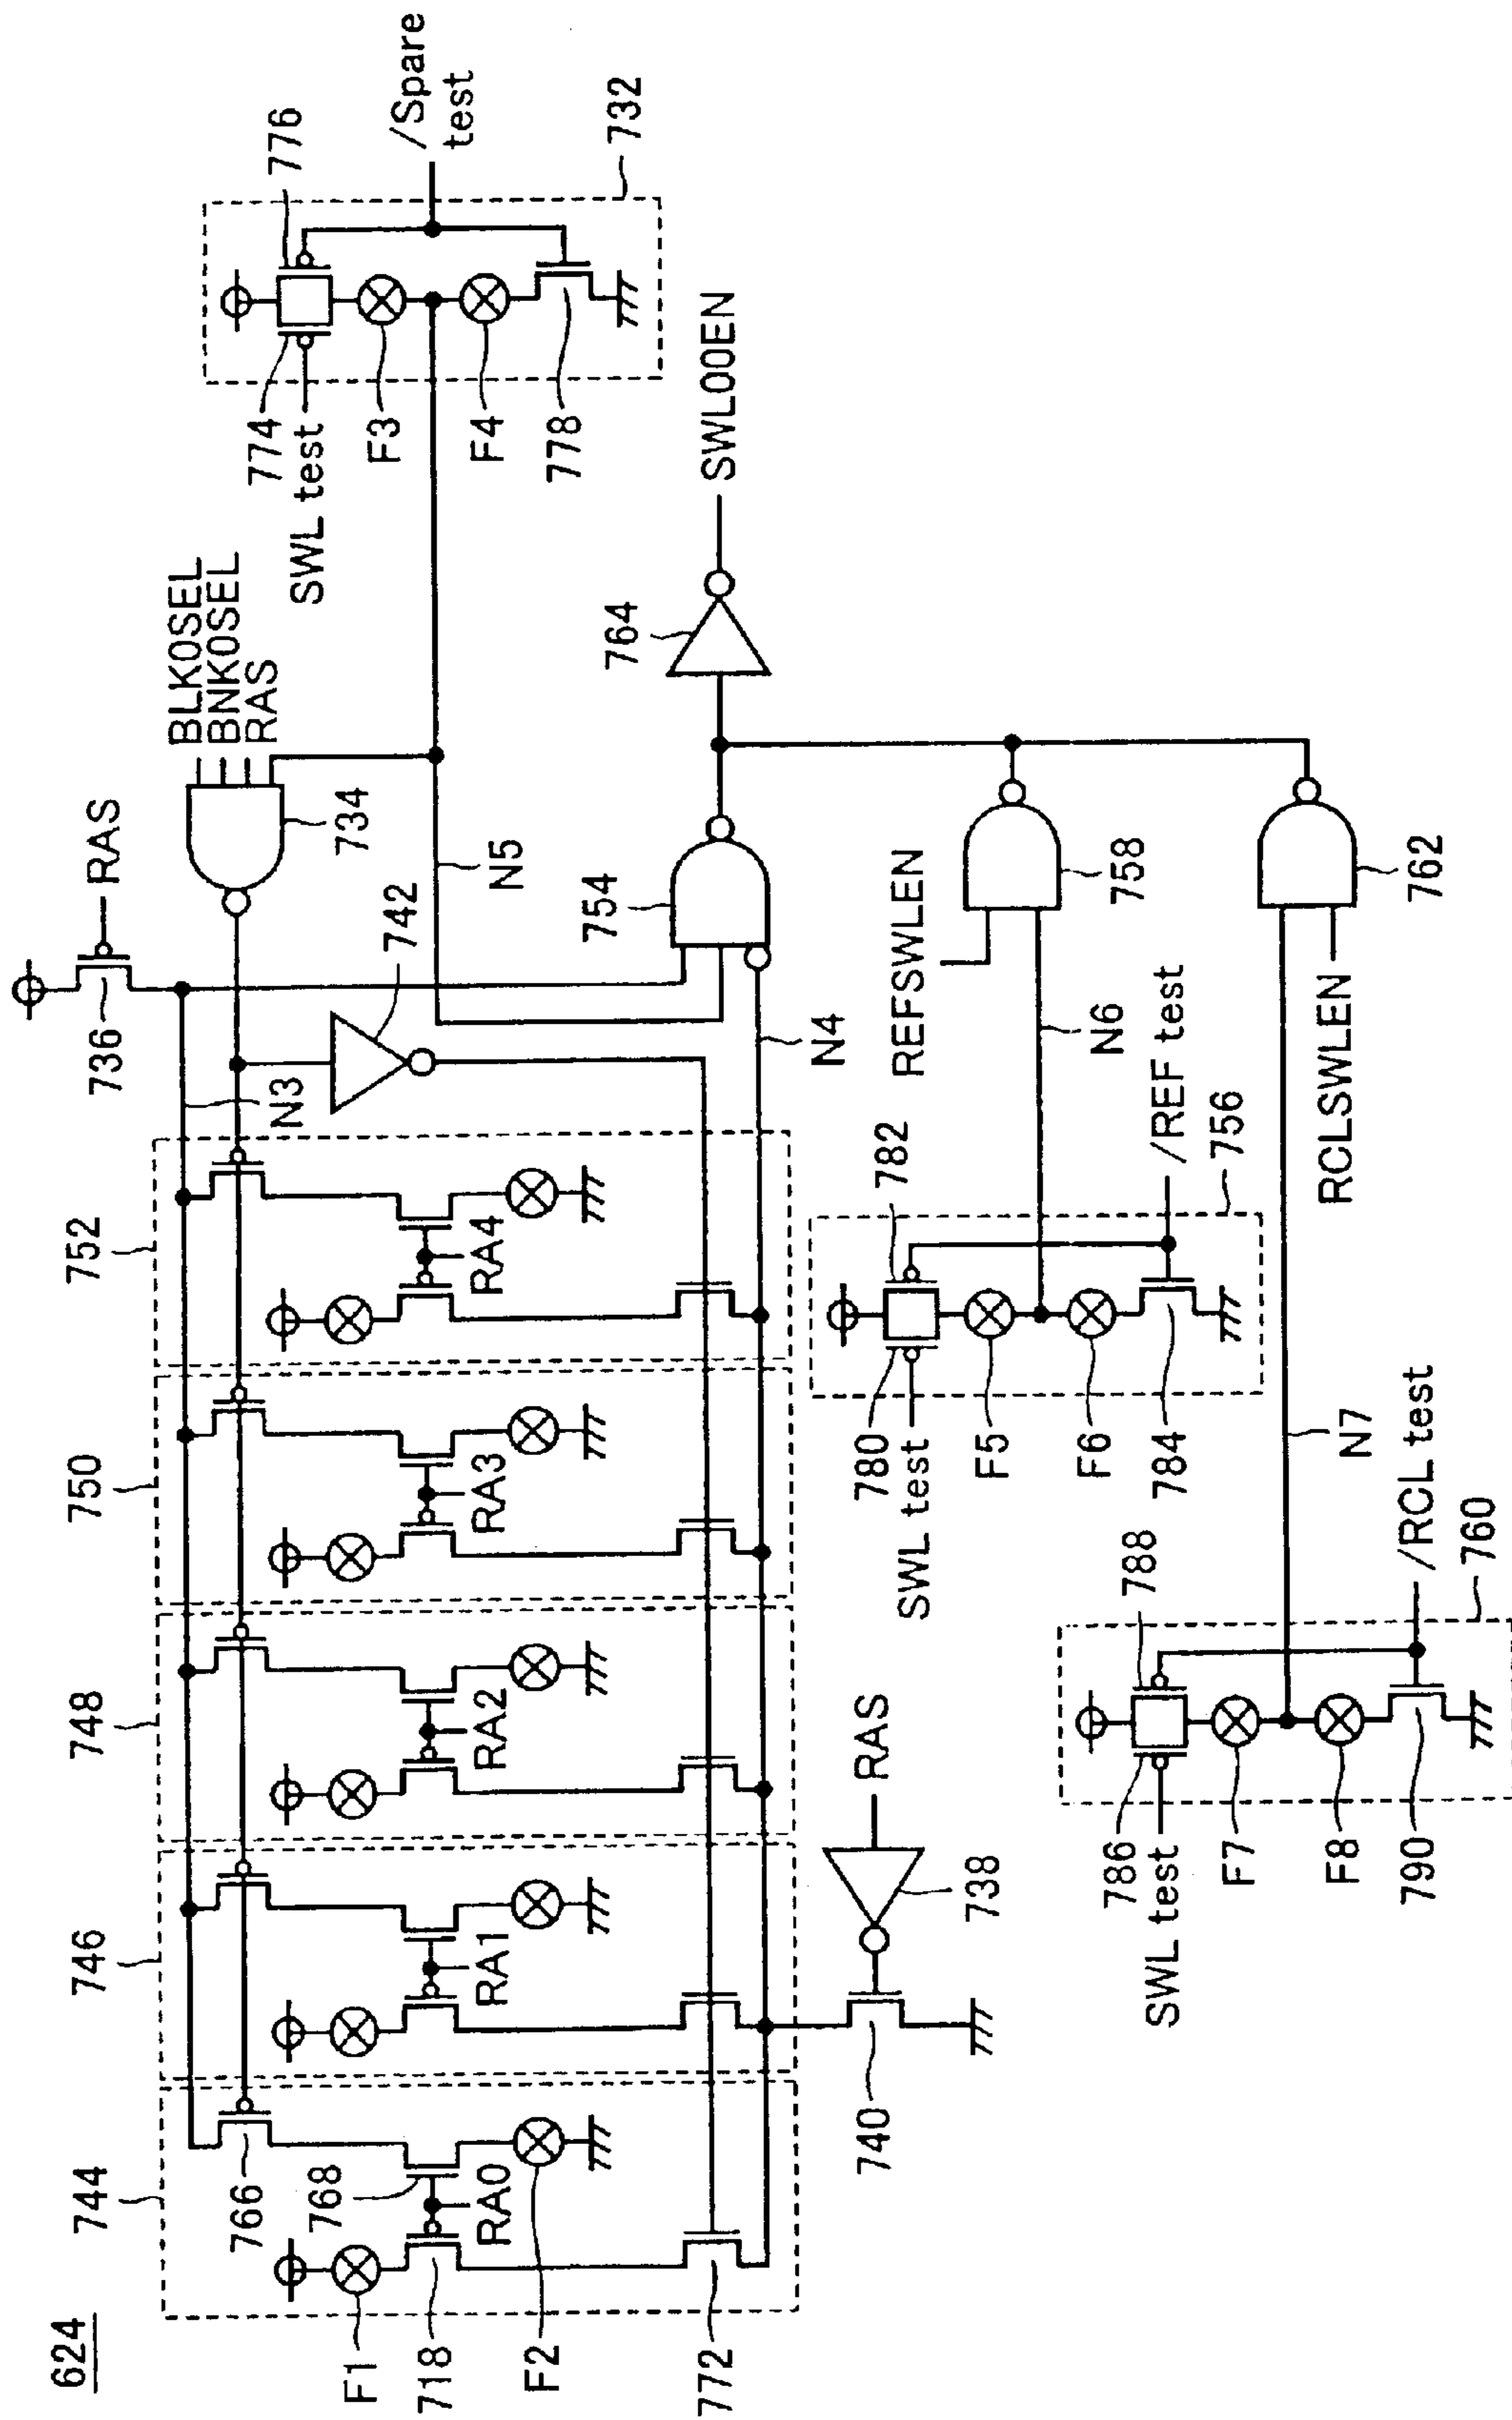 624
744
746
748
750
752
736
RAS
BLK0SEL
BNK0SEL
RAS
734
N3
742
N5
774
776
SWL test
F3
F4
778
/Spare
test
732
766
768
F1
718
RA0
F2
772
RA1
RA2
RA3
RA4
N4
754
764
SWL00EN
740
738
RAS
780
782
SWL test
F5
F6
784
/REF test
756
N6
REFSWLEN
758
786
788
SWL test
F7
F8
790
/RCL test
760
N7
RCLSWLEN
762